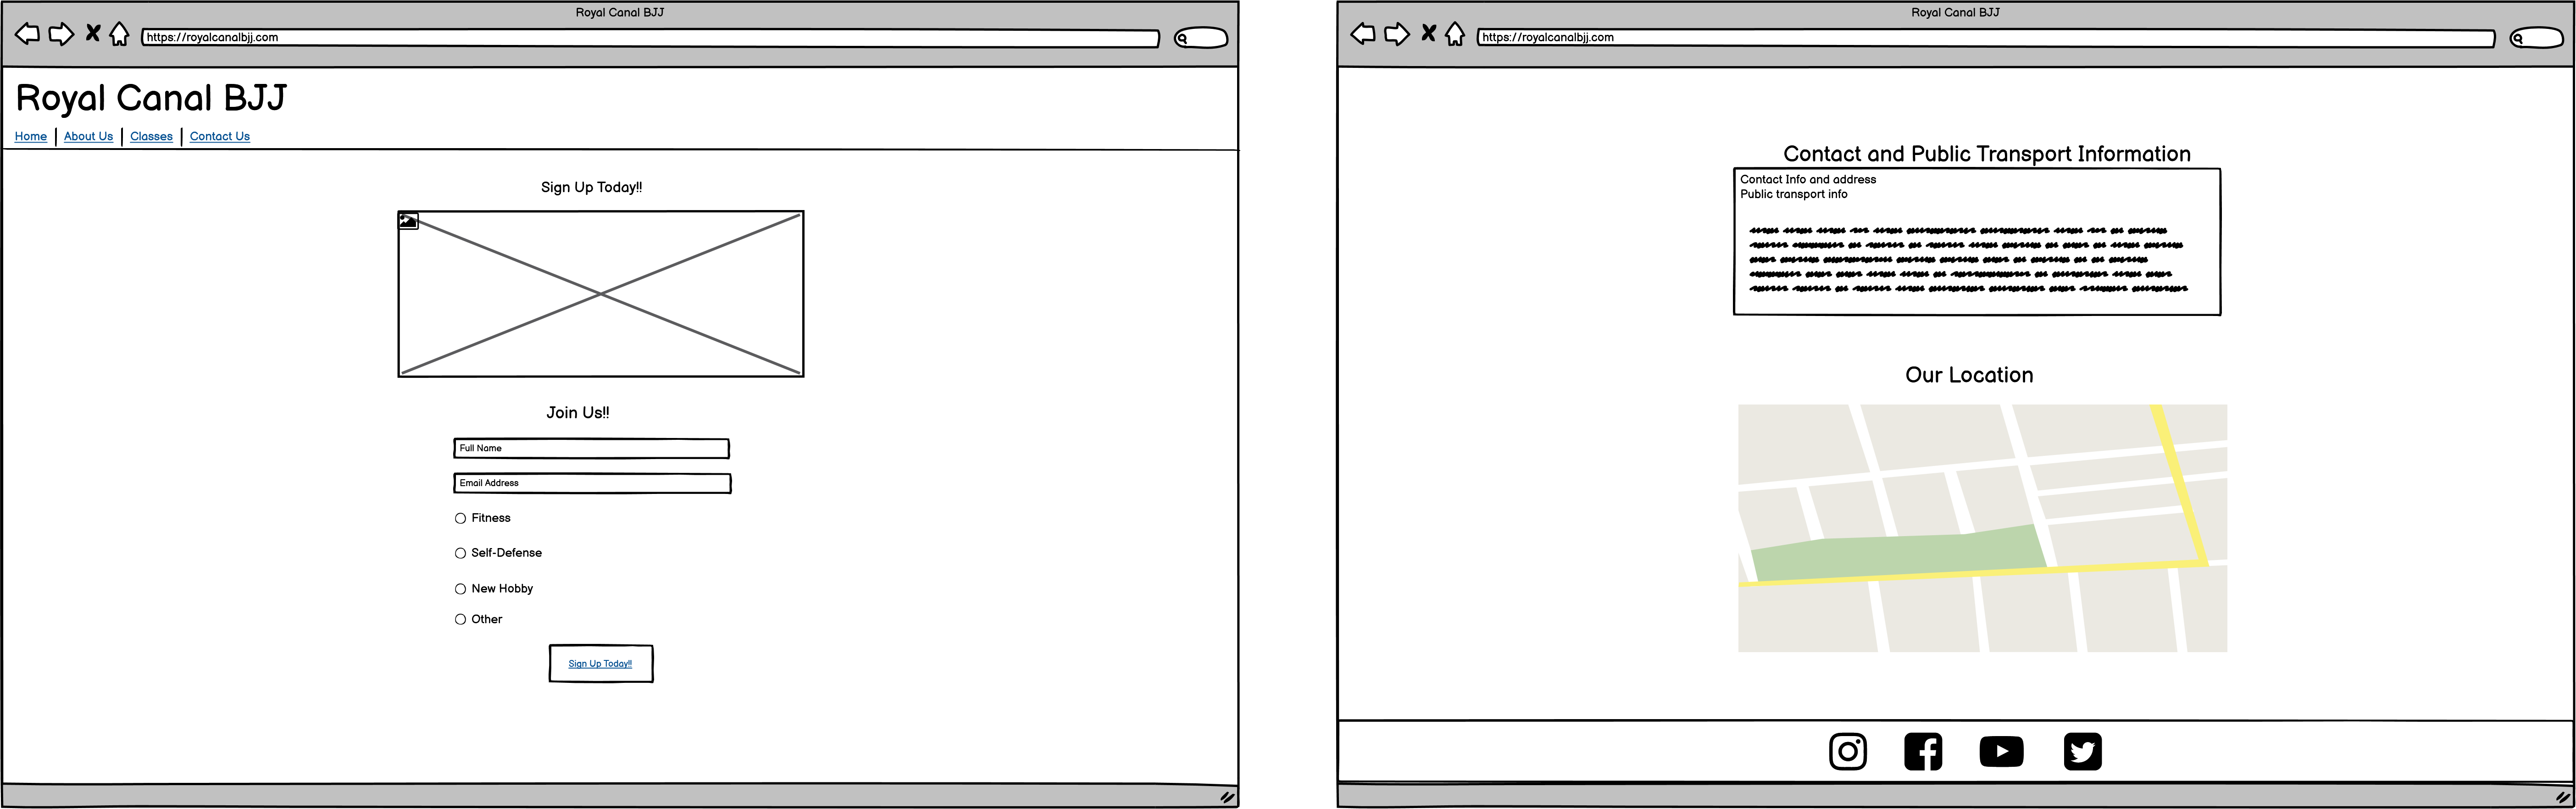 Royal Canal BJJ
https://royalcanalbjj.com
Royal Canal BJJ
Home About Us Classes Contact Us
Sign Up Today!!
Join Us!!
Full Name
Email Address
Fitness
Self-Defense
New Hobby
Other
Sign Up Today!!
Royal Canal BJJ
https://royalcanalbjj.com
Contact and Public Transport Information
Contact Info and address
Public transport info
Our Location